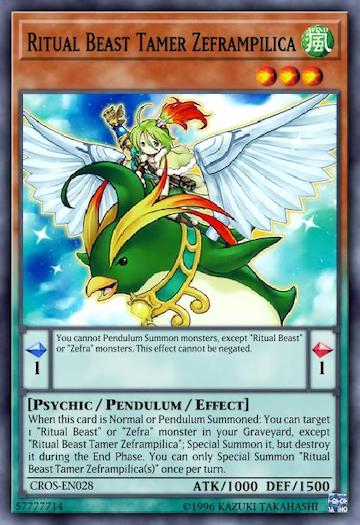 Ritual Beast Tamer Zeframpilica
WIND
風
You cannot Pendulum Summon monsters, except "Ritual Beast"
or "Zefra" monsters. This effect cannot be negated.
1
1
[Psychic / Pendulum / Effect]
When this card is Normal or Pendulum Summoned: You can target
1 "Ritual Beast" or "Zefra" monster in your Graveyard, except
"Ritual Beast Tamer Zeframpilica"; Special Summon it, but destroy
it during the End Phase. You can only Special Summon "Ritual
Beast Tamer Zeframpilica(s)" once per turn.
CROS-EN028
ATK/1000 DEF/1500
57777714
©1996 KAZUKI TAKAHASHI